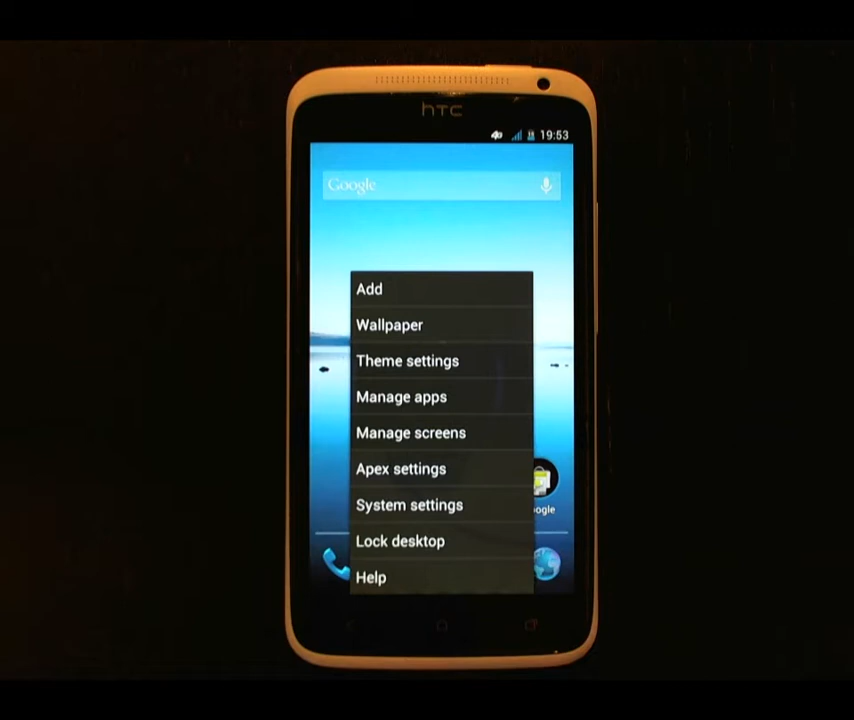 hTC
19:53
Google
Add
Wallpaper
Theme settings
Manage apps
Manage screens
Apex settings
System settings
oogle
Lock desktop
Help